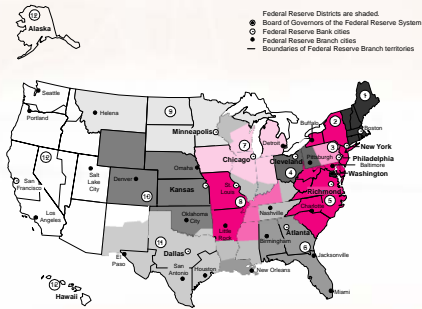 Federal Reserve Districts are shaded.
Board of Governors of the Federal Reserve System
Federal Reserve Bank cities
Federal Reserve Branch cities
Boundaries of Federal Reserve Branch territories
12
Alaska
Seattle
Portland
Helena
9
Minneapolis
7
Detroit
Buffalo
2
1
Boston
New York
3
Philadelphia
Pittsburgh
Baltimore
Washington
Cleveland
4
Chicago
Omaha
12
San
Francisco
Salt
Lake
City
Denver
10
Kansas
St.
Louis
8
Richmond
5
Charlotte
Los
Angeles
Oklahoma
City
Little
Rock
Nashville
Birmingham
Atlanta
6
Jacksonville
11
Dallas
El
Paso
San
Antonio
Houston
New Orleans
Miami
12
Hawaii